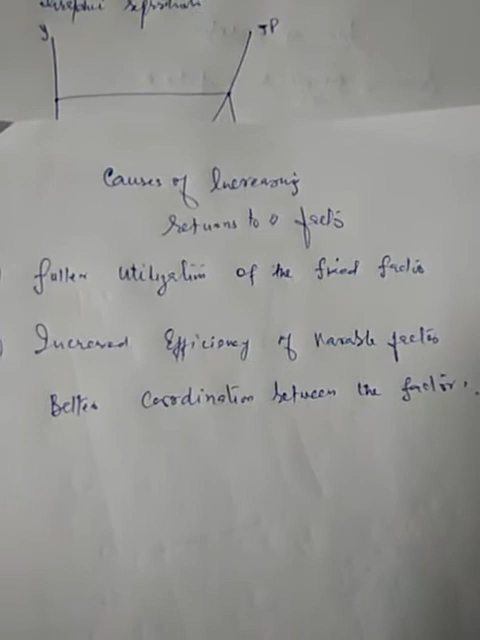 y
TP
Causes of Increasing
Returns to a factor
fuller utilization of the fixed factor
Increased Efficiency of Variable factor
Better Coordination between the factors.